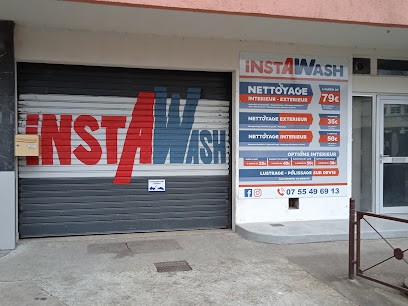 INSTAWASH
INSTAWASH
NETTOYAGE
INTERIEUR - EXTERIEUR
79€
NETTOYAGE EXTERIEUR
35€
NETTOYAGE INTERIEUR
50€
OPTIONS INTERIEUR
LUSTRAGE - POLISSAGE SUR DEVIS
07 55 49 69 13